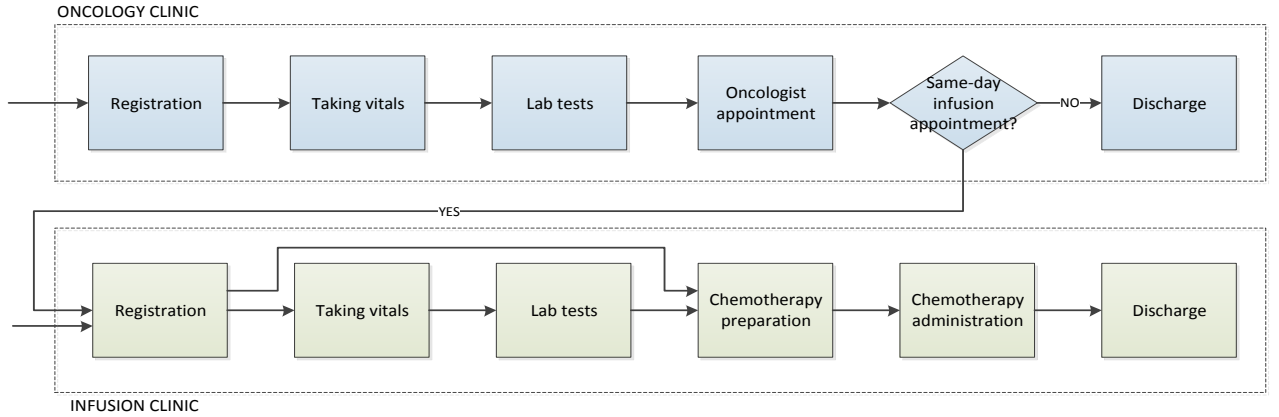 ONCOLOGY CLINIC
Registration
Taking vitals
Lab tests
Oncologist
appointment
Same-day
infusion
appointment?
NO
Discharge
YES
Registration
Taking vitals
Lab tests
Chemotherapy
preparation
Chemotherapy
administration
Discharge
INFUSION CLINIC